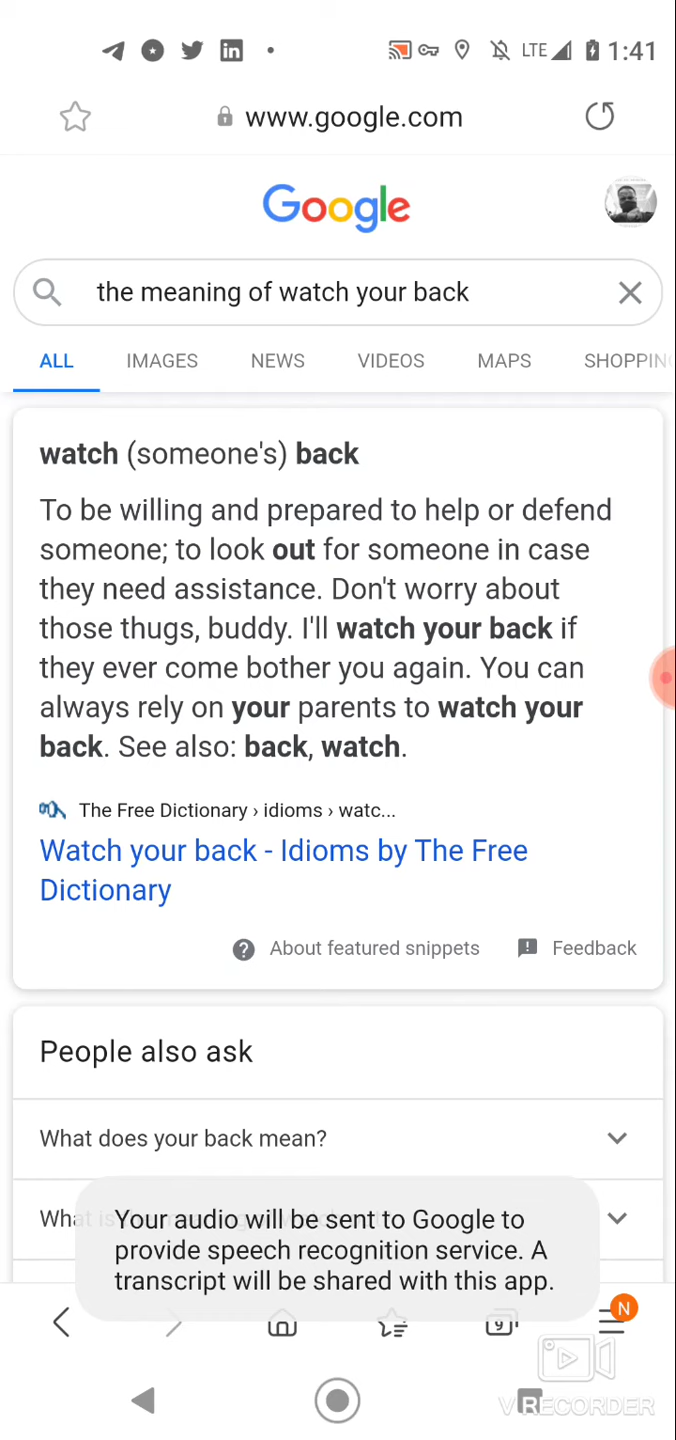 LTE 1:41
www.google.com
Google
the meaning of watch your back
ALL IMAGES NEWS VIDEOS MAPS SHOPPIN
watch (someone's) back
To be willing and prepared to help or defend
someone; to look out for someone in case
they need assistance. Don't worry about
those thugs, buddy. I'll watch your back if
they ever come bother you again. You can
always rely on your parents to watch your
back. See also: back, watch.
The Free Dictionary › idioms › watc...
Watch your back - Idioms by The Free
Dictionary
About featured snippets Feedback
People also ask
What does your back mean?
What is
Your audio will be sent to Google to
provide speech recognition service. A
transcript will be shared with this app.
9 N
VRECORDER